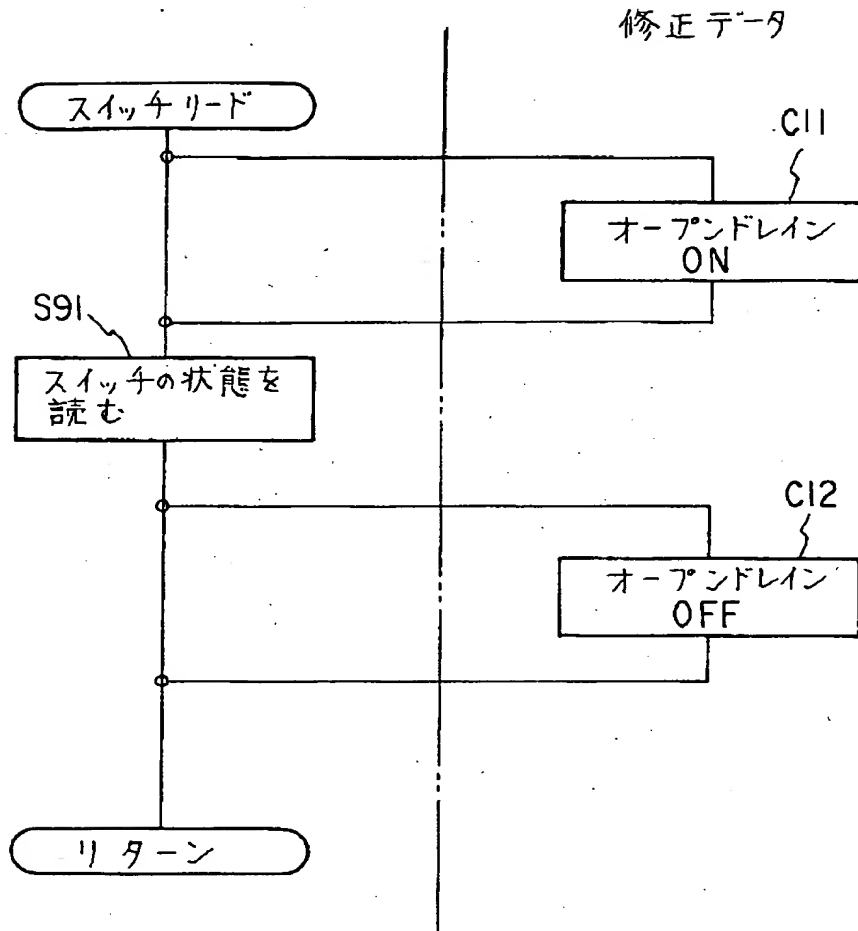 修正データ
スイッチリード
C11
オープンドレイン
ON
S91
スイッチの状態を
読む
C12
オープンドレイン
OFF
リターン